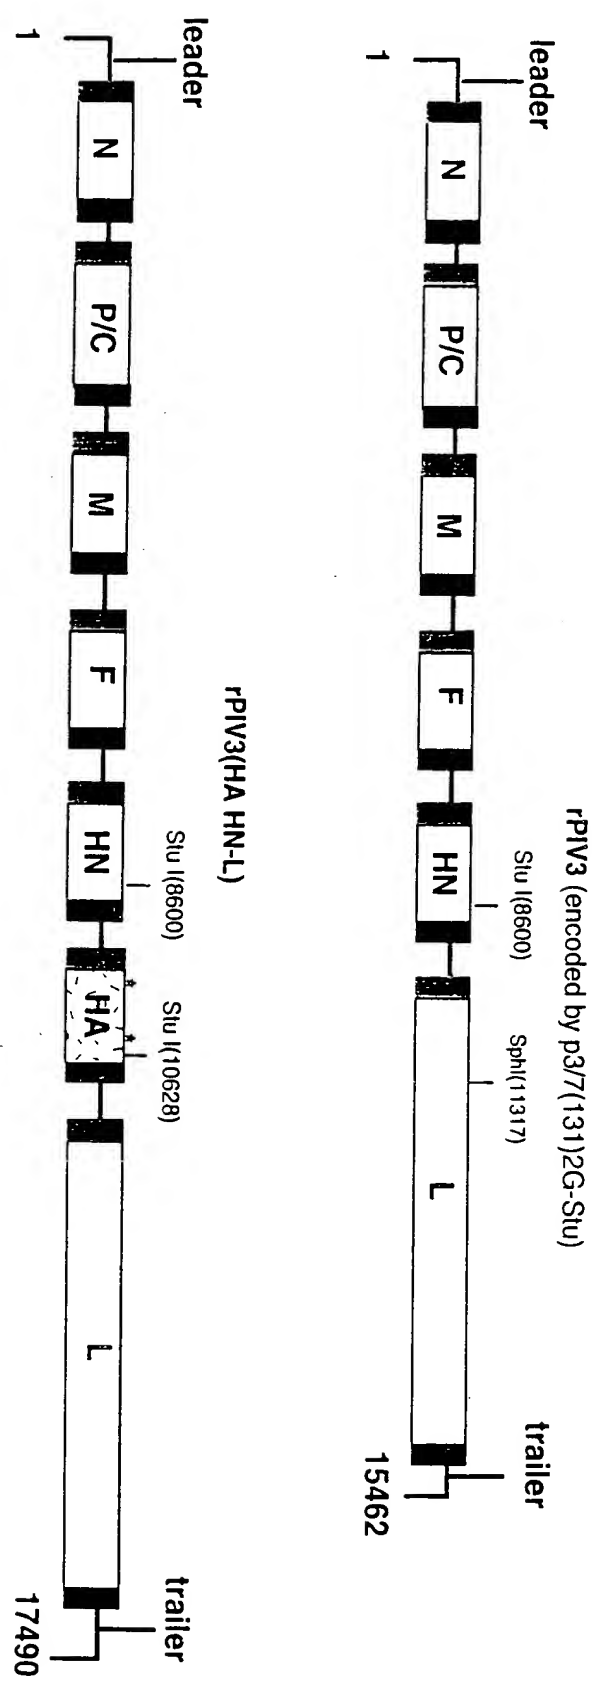 rPIV3 (encoded by p3/7(131)2G-Stu)
leader
Stu I(8600)
SphI(11317)
trailer
N P/C M F HN L
1
15462
rPIV3(HA HN-L)
leader
Stu I(8600)
Stu I(10628)
trailer
N P/C M F HN HA L
1
17490